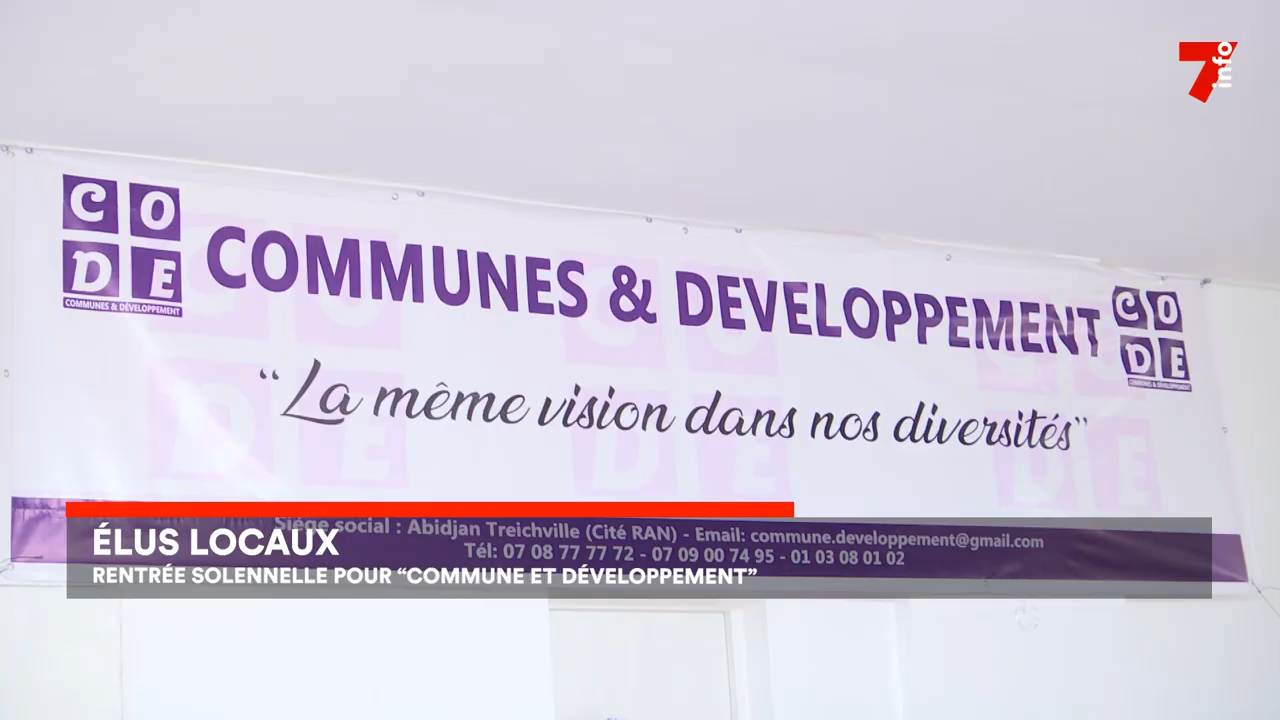 7info
CO
DE
COMMUNES & DÉVELOPPEMENT
COMMUNES & DEVELOPPEMENT
CO
DE
COMMUNES & DÉVELOPPEMENT
“La même vision dans nos diversités”
Siège social : Abidjan Treichville (Cité RAN) - Email: commune.developpement@gmail.com
Tél: 07 08 77 77 72 - 07 09 00 74 95 - 01 03 08 01 02
ÉLUS LOCAUX
RENTRÉE SOLENNELLE POUR “COMMUNE ET DÉVELOPPEMENT”